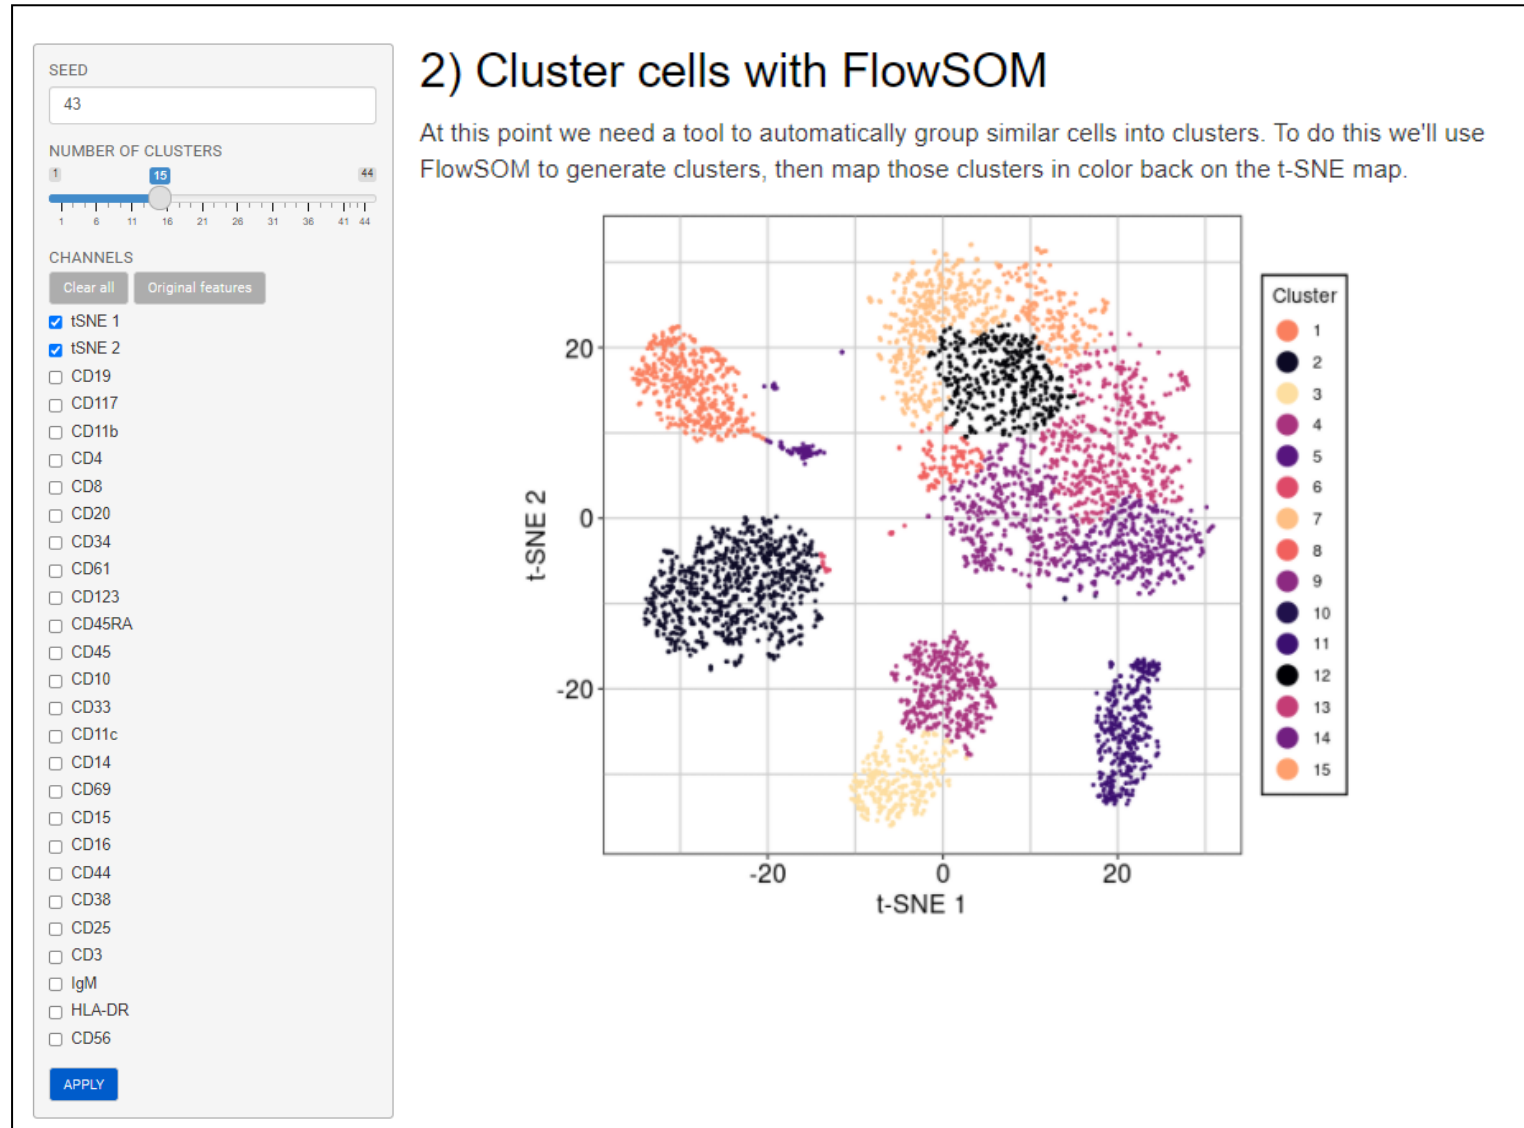 SEED
43
NUMBER OF CLUSTERS
1 15 44
1 6 11 16 21 26 31 36 41 44
CHANNELS
Clear all Original features
tSNE 1
tSNE 2
CD19
CD117
CD11b
CD4
CD8
CD20
CD34
CD61
CD123
CD45RA
CD45
CD10
CD33
CD11c
CD14
CD69
CD15
CD16
CD44
CD38
CD25
CD3
IgM
HLA-DR
CD56
APPLY
2) Cluster cells with FlowSOM
At this point we need a tool to automatically group similar cells into clusters. To do this we'll use
FlowSOM to generate clusters, then map those clusters in color back on the t-SNE map.
t-SNE 2
20
0
-20
-20 0 20
t-SNE 1
Cluster
1
2
3
4
5
6
7
8
9
10
11
12
13
14
15